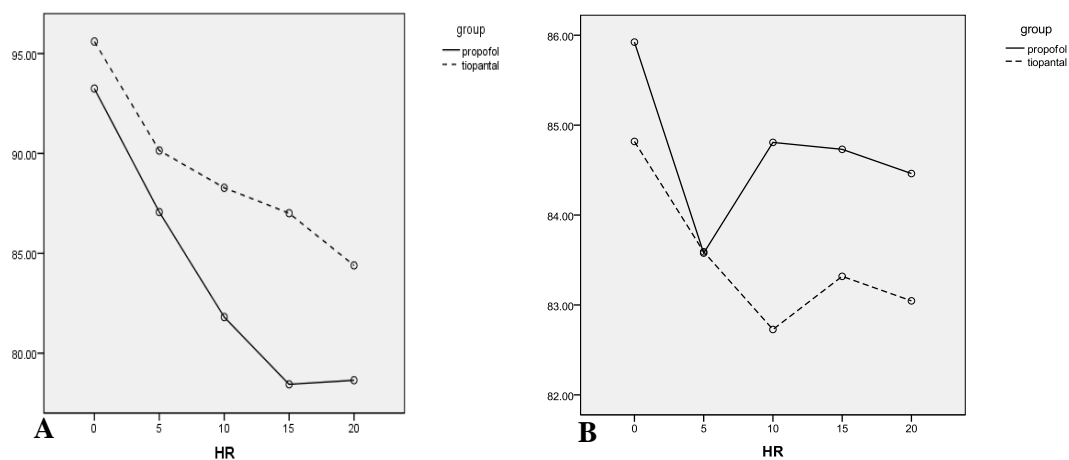 group
propofol
tiopantal
95.00
90.00
85.00
80.00
0 5 10 15 20
HR
A
group
propofol
tiopantal
86.00
85.00
84.00
83.00
82.00
0 5 10 15 20
HR
B